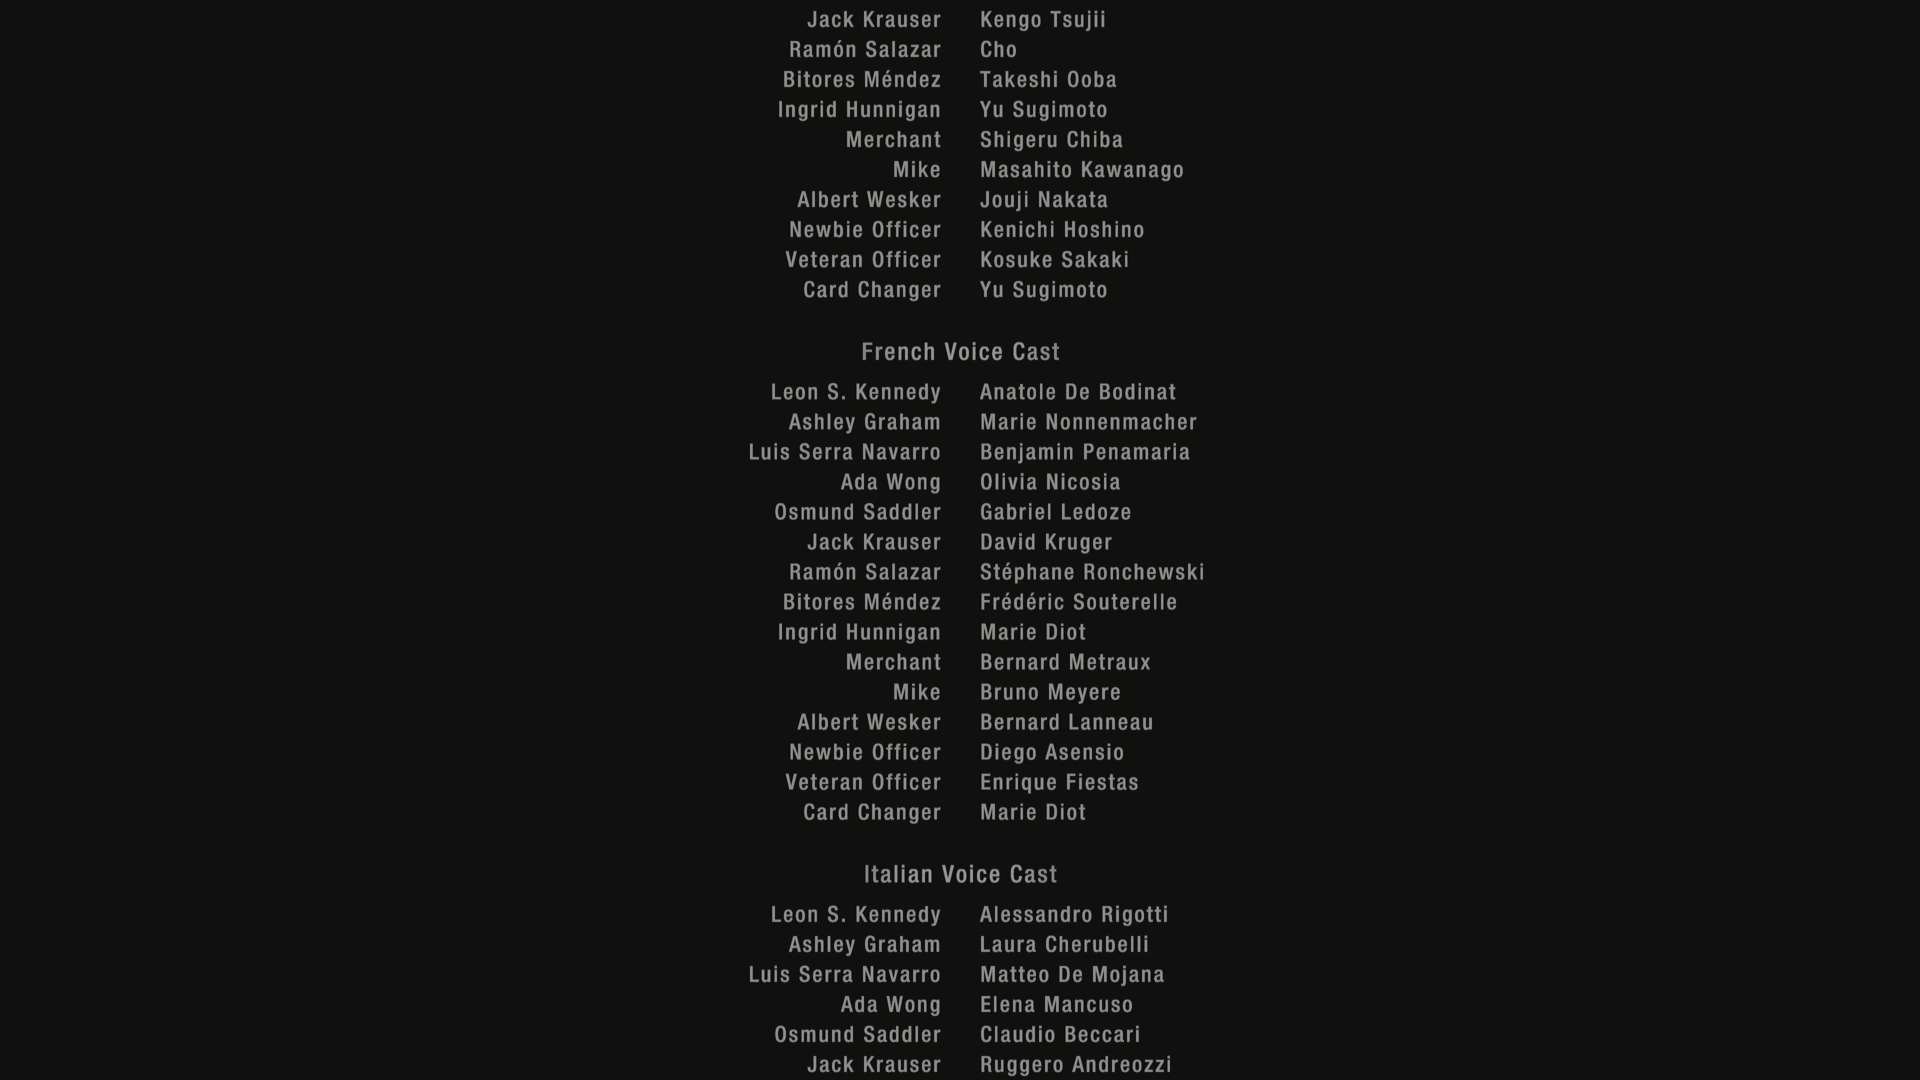 Jack Krauser Kengo Tsujii
Ramón Salazar Cho
Bitores Méndez Takeshi Ooba
Ingrid Hunnigan Yu Sugimoto
Merchant Shigeru Chiba
Mike Masahito Kawanago
Albert Wesker Jouji Nakata
Newbie Officer Kenichi Hoshino
Veteran Officer Kosuke Sakaki
Card Changer Yu Sugimoto
French Voice Cast
Leon S. Kennedy Anatole De Bodinat
Ashley Graham Marie Nonnenmacher
Luis Serra Navarro Benjamin Penamaria
Ada Wong Olivia Nicosia
Osmund Saddler Gabriel Ledoze
Jack Krauser David Kruger
Ramón Salazar Stéphane Ronchewski
Bitores Méndez Frédéric Souterelle
Ingrid Hunnigan Marie Diot
Merchant Bernard Metraux
Mike Bruno Meyere
Albert Wesker Bernard Lanneau
Newbie Officer Diego Asensio
Veteran Officer Enrique Fiestas
Card Changer Marie Diot
Italian Voice Cast
Leon S. Kennedy Alessandro Rigotti
Ashley Graham Laura Cherubelli
Luis Serra Navarro Matteo De Mojana
Ada Wong Elena Mancuso
Osmund Saddler Claudio Beccari
Jack Krauser Ruggero Andreozzi